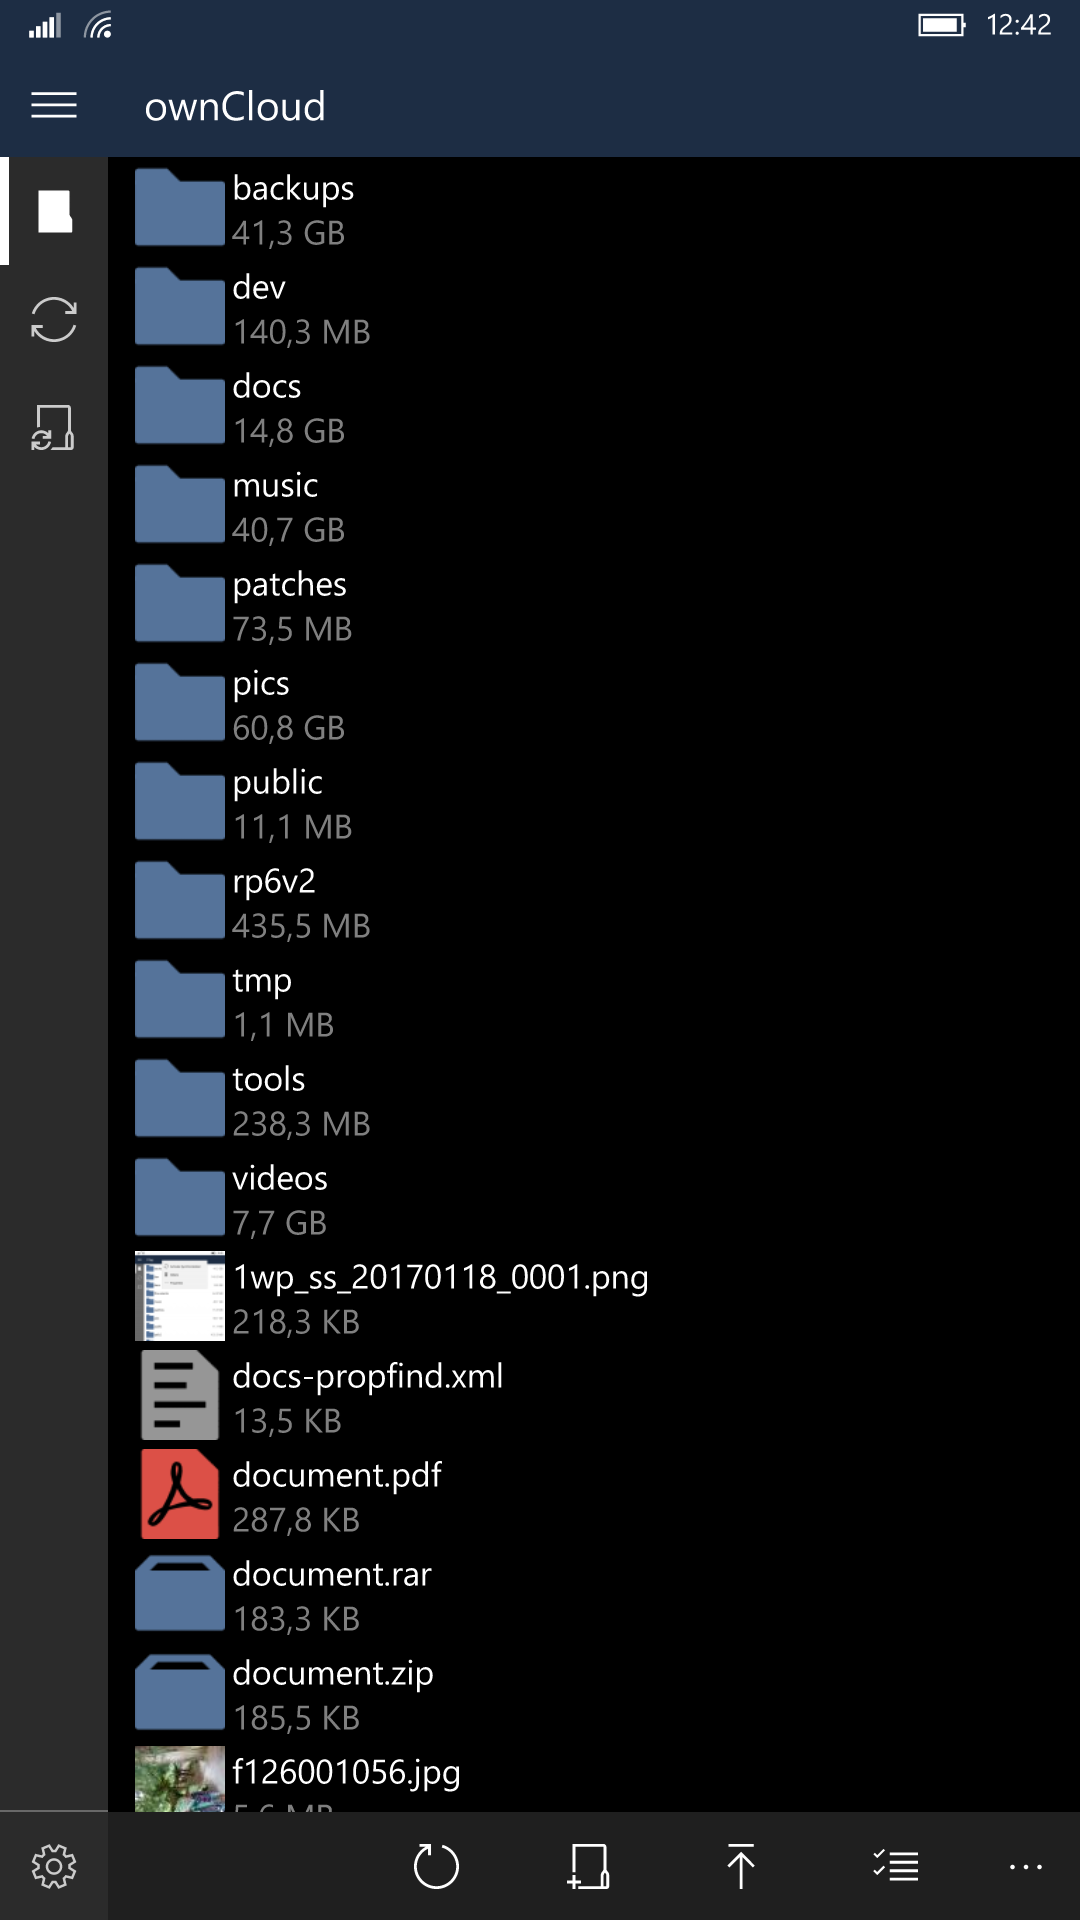 12:42
ownCloud
backups
41,3 GB
dev
140,3 MB
docs
14,8 GB
music
40,7 GB
patches
73,5 MB
pics
60,8 GB
public
11,1 MB
rp6v2
435,5 MB
tmp
1,1 MB
tools
238,3 MB
videos
7,7 GB
1wp_ss_20170118_0001.png
218,3 KB
docs-propfind.xml
13,5 KB
document.pdf
287,8 KB
document.rar
183,3 KB
document.zip
185,5 KB
f126001056.jpg
5,6 MB